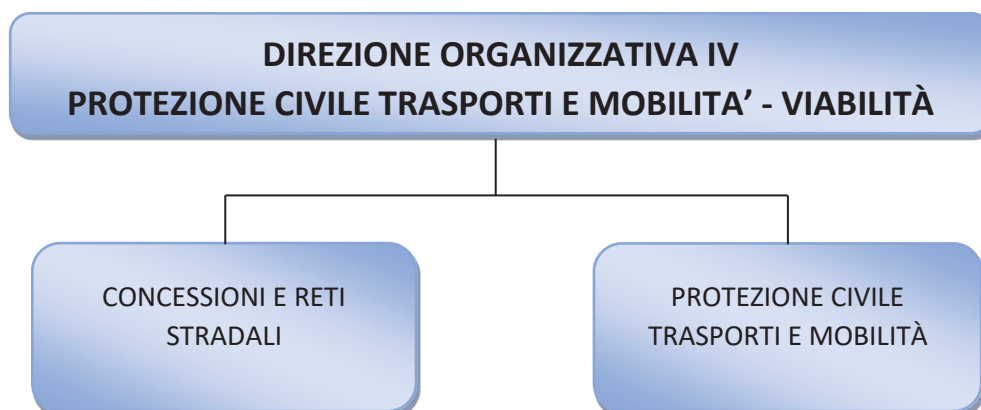 DIREZIONE ORGANIZZATIVA IV
PROTEZIONE CIVILE TRASPORTI E MOBILITA’ - VIABILITÀ
CONCESSIONI E RETI
STRADALI
PROTEZIONE CIVILE
TRASPORTI E MOBILITÀ